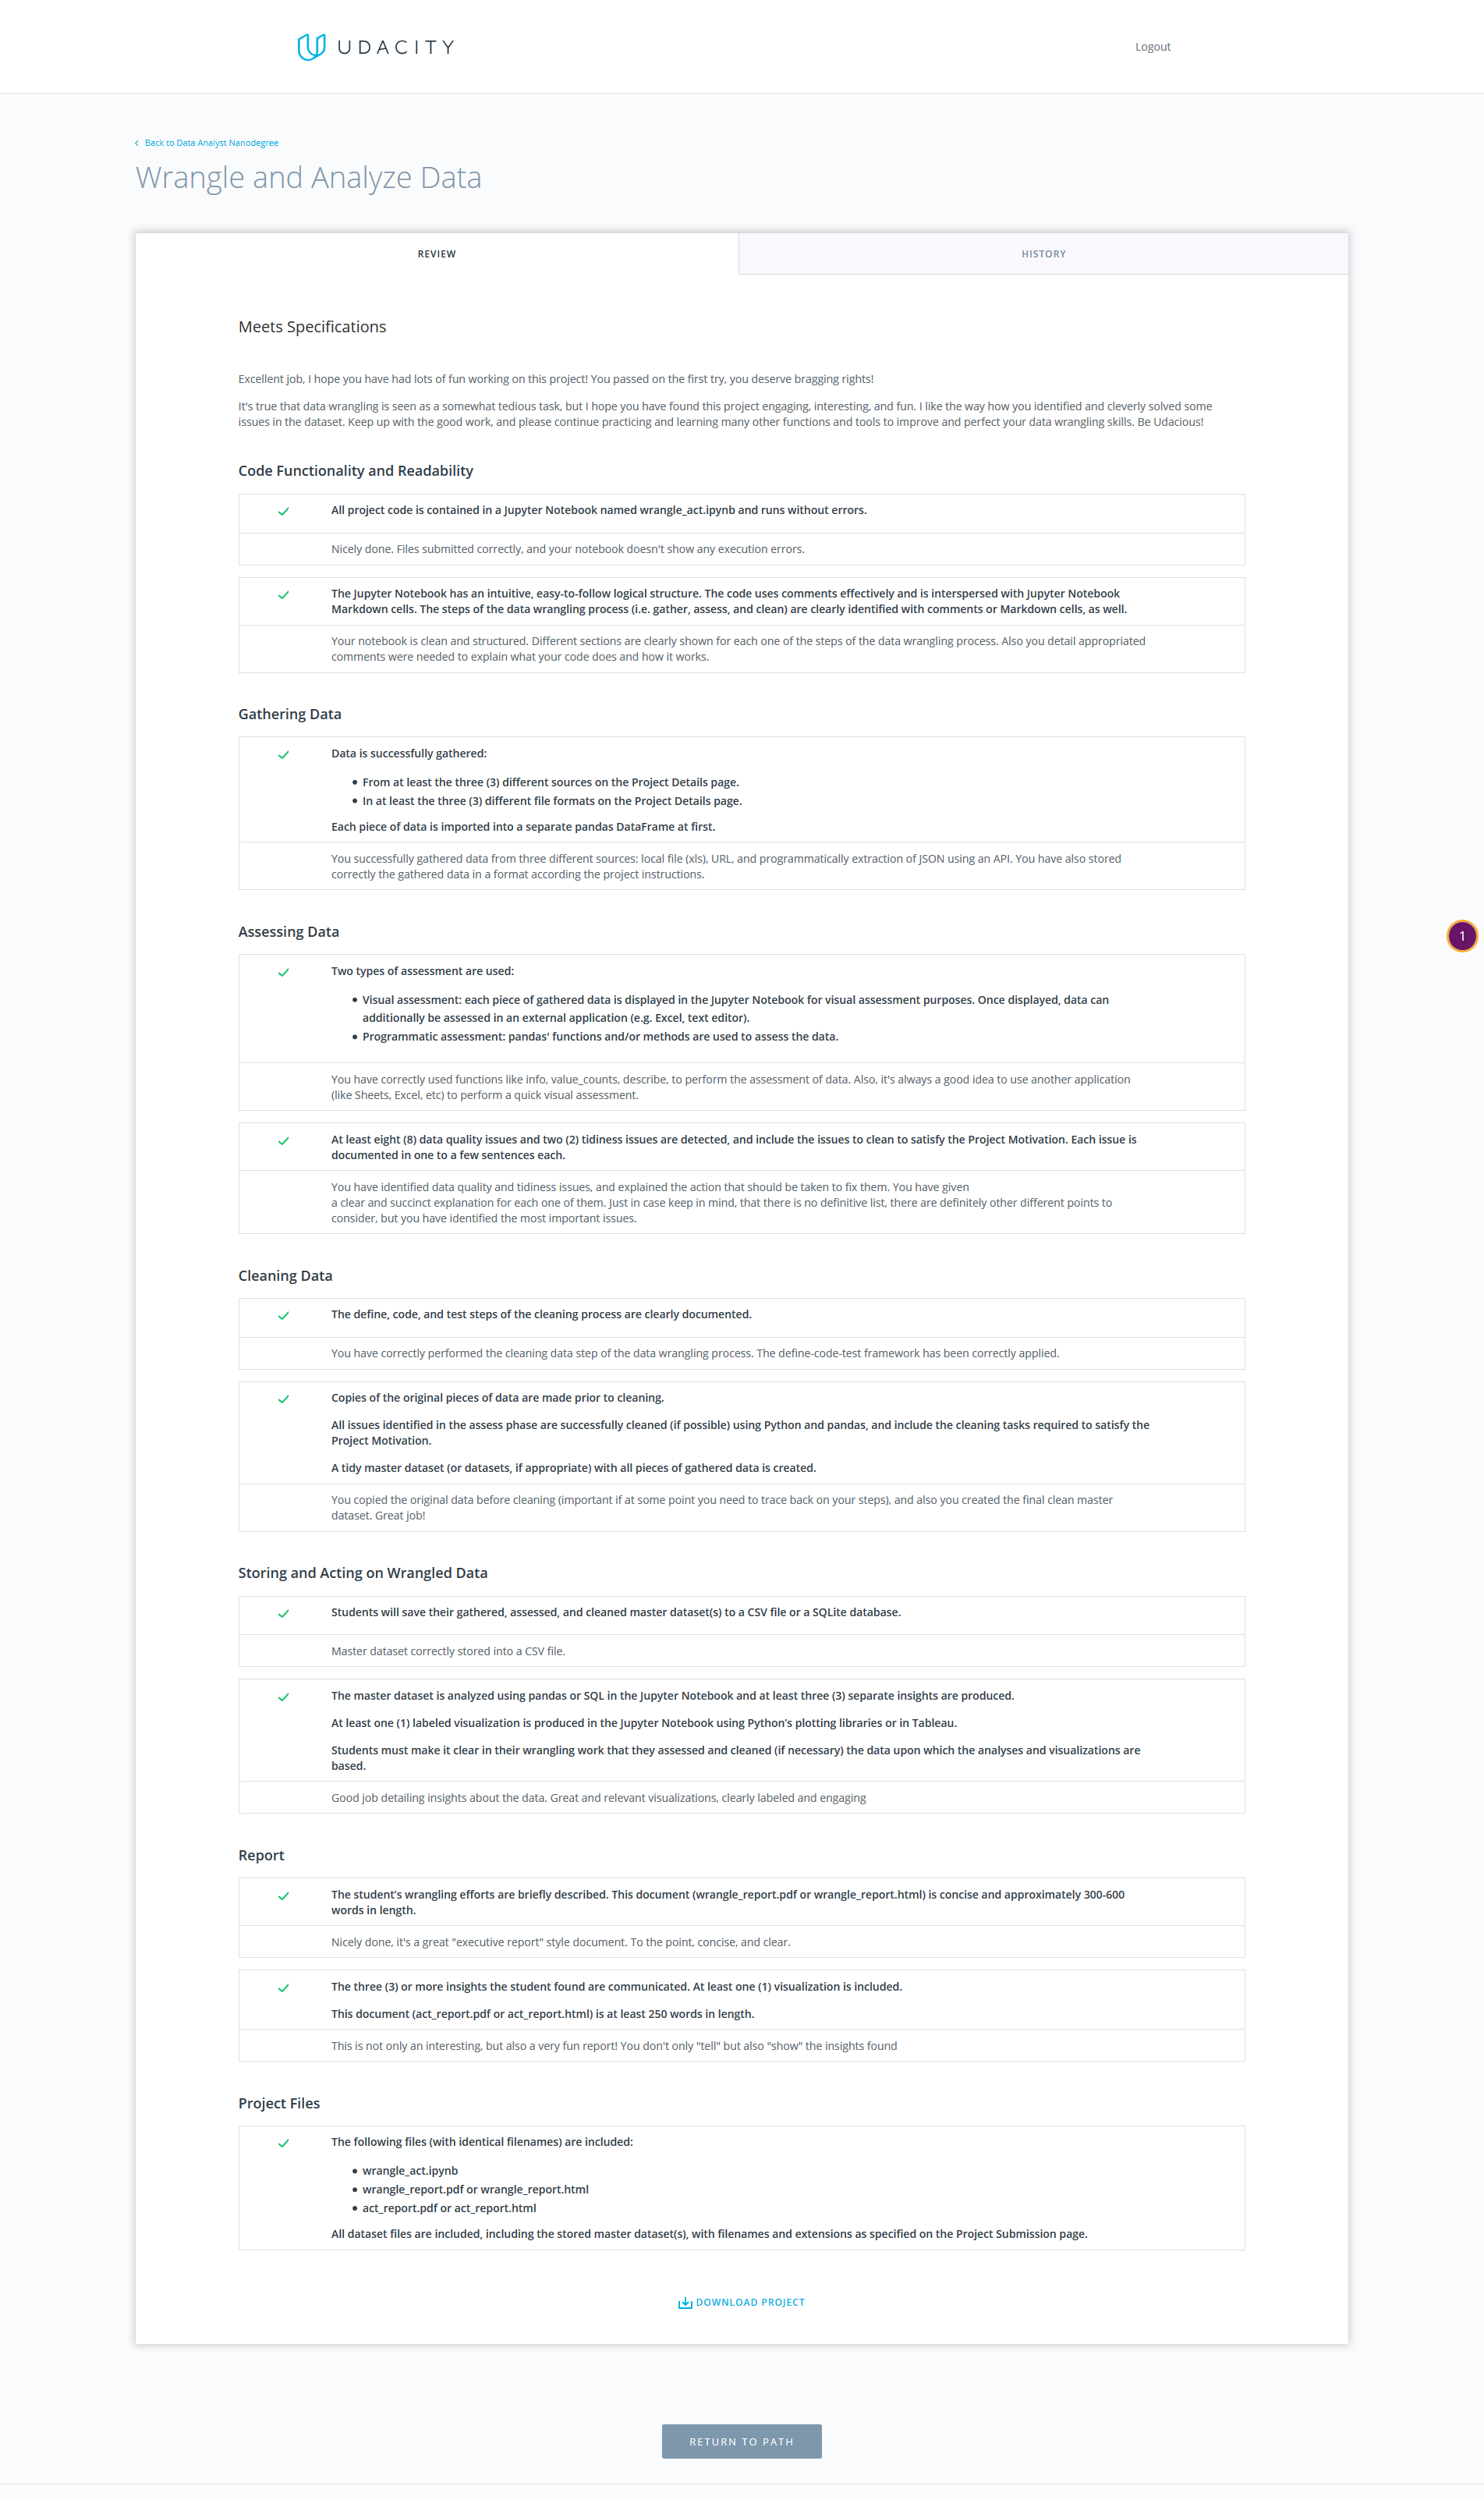 UDACITY
Logout
Back to Data Analyst Nanodegree
Wrangle and Analyze Data
REVIEW
HISTORY
Meets Specifications
Excellent job, I hope you have had lots of fun working on this project! You passed on the first try, you deserve bragging rights!
It's true that data wrangling is seen as a somewhat tedious task, but I hope you have found this project engaging, interesting, and fun. I like the way how you identified and cleverly solved some
issues in the dataset. Keep up with the good work, and please continue practicing and learning many other functions and tools to improve and perfect your data wrangling skills. Be Udacious!
Code Functionality and Readability
All project code is contained in a Jupyter Notebook named wrangle_act.ipynb and runs without errors.
Nicely done. Files submitted correctly, and your notebook doesn't show any execution errors.
The Jupyter Notebook has an intuitive, easy-to-follow logical structure. The code uses comments effectively and is interspersed with Jupyter Notebook
Markdown cells. The steps of the data wrangling process (i.e. gather, assess, and clean) are clearly identified with comments or Markdown cells, as well.
Your notebook is clean and structured. Different sections are clearly shown for each one of the steps of the data wrangling process. Also you detail appropriated
comments were needed to explain what your code does and how it works.
Gathering Data
Data is successfully gathered:
From at least the three (3) different sources on the Project Details page.
In at least the three (3) different file formats on the Project Details page.
Each piece of data is imported into a separate pandas DataFrame at first.
You successfully gathered data from three different sources: local file (xls), URL, and programmatically extraction of JSON using an API. You have also stored
correctly the gathered data in a format according the project instructions.
Assessing Data
1
Two types of assessment are used:
Visual assessment: each piece of gathered data is displayed in the Jupyter Notebook for visual assessment purposes. Once displayed, data can
additionally be assessed in an external application (e.g. Excel, text editor).
Programmatic assessment: pandas' functions and/or methods are used to assess the data.
You have correctly used functions like info, value_counts, describe, to perform the assessment of data. Also, it's always a good idea to use another application
(like Sheets, Excel, etc) to perform a quick visual assessment.
At least eight (8) data quality issues and two (2) tidiness issues are detected, and include the issues to clean to satisfy the Project Motivation. Each issue is
documented in one to a few sentences each.
You have identified data quality and tidiness issues, and explained the action that should be taken to fix them. You have given
a clear and succinct explanation for each one of them. Just in case keep in mind, that there is no definitive list, there are definitely other different points to
consider, but you have identified the most important issues.
Cleaning Data
The define, code, and test steps of the cleaning process are clearly documented.
You have correctly performed the cleaning data step of the data wrangling process. The define-code-test framework has been correctly applied.
Copies of the original pieces of data are made prior to cleaning.
All issues identified in the assess phase are successfully cleaned (if possible) using Python and pandas, and include the cleaning tasks required to satisfy the
Project Motivation.
A tidy master dataset (or datasets, if appropriate) with all pieces of gathered data is created.
You copied the original data before cleaning (important if at some point you need to trace back on your steps), and also you created the final clean master
dataset. Great job!
Storing and Acting on Wrangled Data
Students will save their gathered, assessed, and cleaned master dataset(s) to a CSV file or a SQLite database.
Master dataset correctly stored into a CSV file.
The master dataset is analyzed using pandas or SQL in the Jupyter Notebook and at least three (3) separate insights are produced.
At least one (1) labeled visualization is produced in the Jupyter Notebook using Python’s plotting libraries or in Tableau.
Students must make it clear in their wrangling work that they assessed and cleaned (if necessary) the data upon which the analyses and visualizations are
based.
Good job detailing insights about the data. Great and relevant visualizations, clearly labeled and engaging
Report
The student’s wrangling efforts are briefly described. This document (wrangle_report.pdf or wrangle_report.html) is concise and approximately 300-600
words in length.
Nicely done, it's a great "executive report" style document. To the point, concise, and clear.
The three (3) or more insights the student found are communicated. At least one (1) visualization is included.
This document (act_report.pdf or act_report.html) is at least 250 words in length.
This is not only an interesting, but also a very fun report! You don't only "tell" but also "show" the insights found
Project Files
The following files (with identical filenames) are included:
wrangle_act.ipynb
wrangle_report.pdf or wrangle_report.html
act_report.pdf or act_report.html
All dataset files are included, including the stored master dataset(s), with filenames and extensions as specified on the Project Submission page.
DOWNLOAD PROJECT
RETURN TO PATH